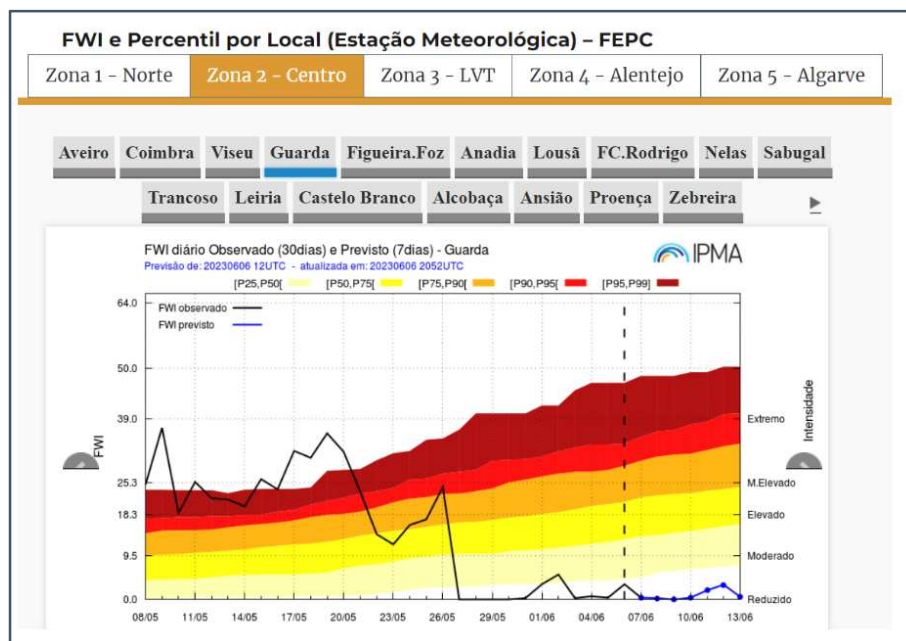 FWI e Percentil por Local (Estação Meteorológica) – FEPC
Zona 1 - Norte Zona 2 - Centro Zona 3 - LVT Zona 4 - Alentejo Zona 5 - Algarve
Aveiro Coimbra Viseu Guarda Figueira.Foz Anadia Lousã FC.Rodrigo Nelas Sabugal
Trancoso Leiria Castelo Branco Alcobaça Ansião Proença Zebreira
FWI diário Observado (30dias) e Previsto (7dias) - Guarda
IPMA
Previsão de: 20230606 12UTC - atualizada em: 20230606 2052UTC
[P25,P50[ [P50,P75[ [P75,P90[ [P90,P95[ [P95,P99]
64.0
FWI observado
FWI previsto
50.0
39.0 Extremo
FWI
Intensidade
25.3 M.Elevado
18.3 Elevado
9.5 Moderado
0.0 Reduzido
08/05 11/05 14/05 17/05 20/05 23/05 26/05 29/05 01/06 04/06 07/06 10/06 13/06